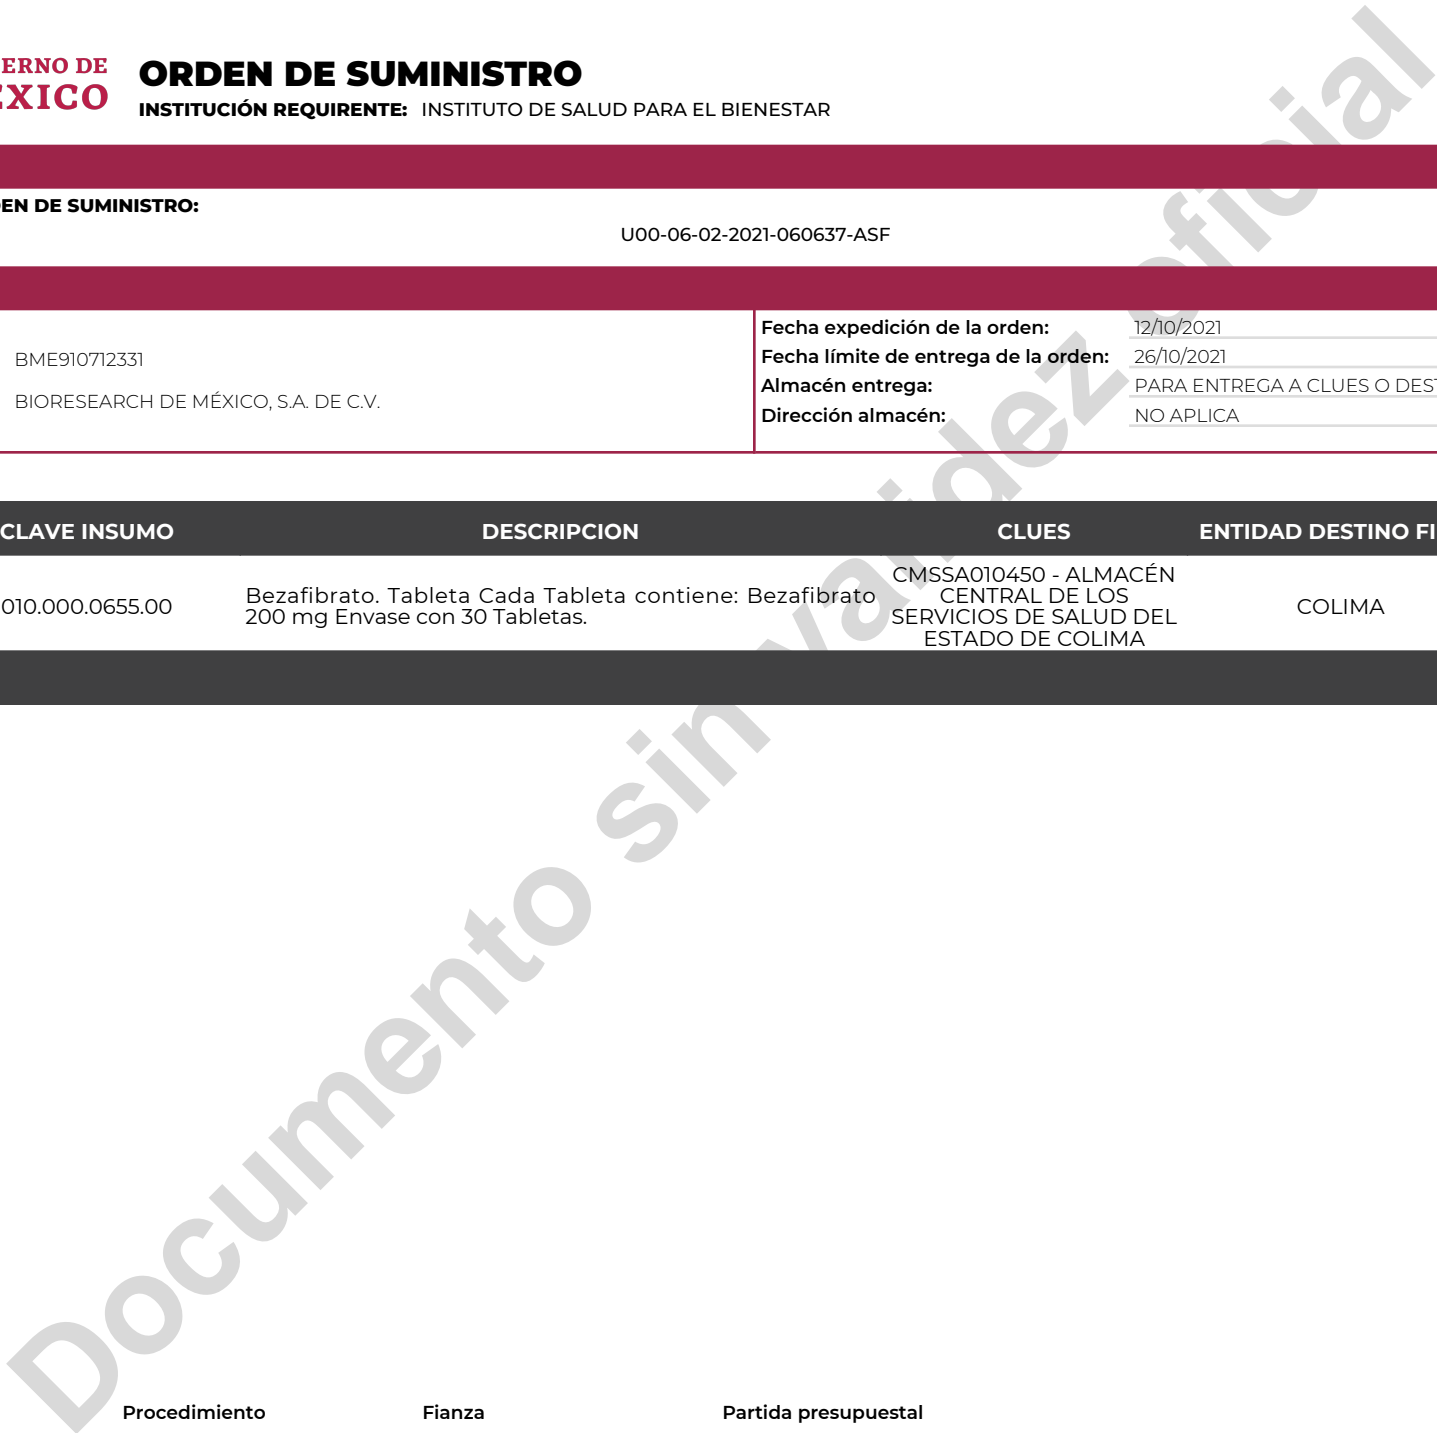 ERNO DE
ÉXICO
ORDEN DE SUMINISTRO
INSTITUCIÓN REQUIRENTE: INSTITUTO DE SALUD PARA EL BIENESTAR
EN DE SUMINISTRO:
U00-06-02-2021-060637-ASF
BME910712331
BIORESEARCH DE MÉXICO, S.A. DE C.V.
Fecha expedición de la orden: 12/10/2021
Fecha límite de entrega de la orden: 26/10/2021
Almacén entrega: PARA ENTREGA A CLUES O DEST
Dirección almacén: NO APLICA
CLAVE INSUMO DESCRIPCION CLUES ENTIDAD DESTINO FI
010.000.0655.00
Bezafibrato. Tableta Cada Tableta contiene: Bezafibrato
200 mg Envase con 30 Tabletas.
CMSSA010450 - ALMACÉN
CENTRAL DE LOS
SERVICIOS DE SALUD DEL
ESTADO DE COLIMA
COLIMA
Documento sin validez oficial
Procedimiento Fianza Partida presupuestal